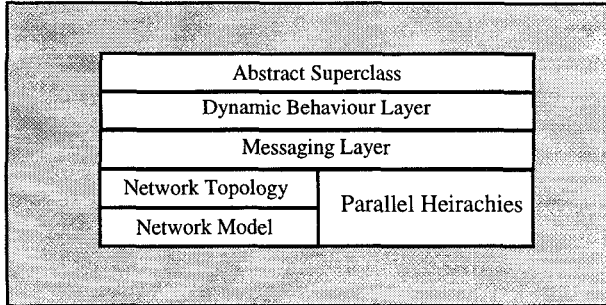 Abstract Superclass
Dynamic Behaviour Layer
Messaging Layer
Network Topology
Network Model
Parallel Heirachies